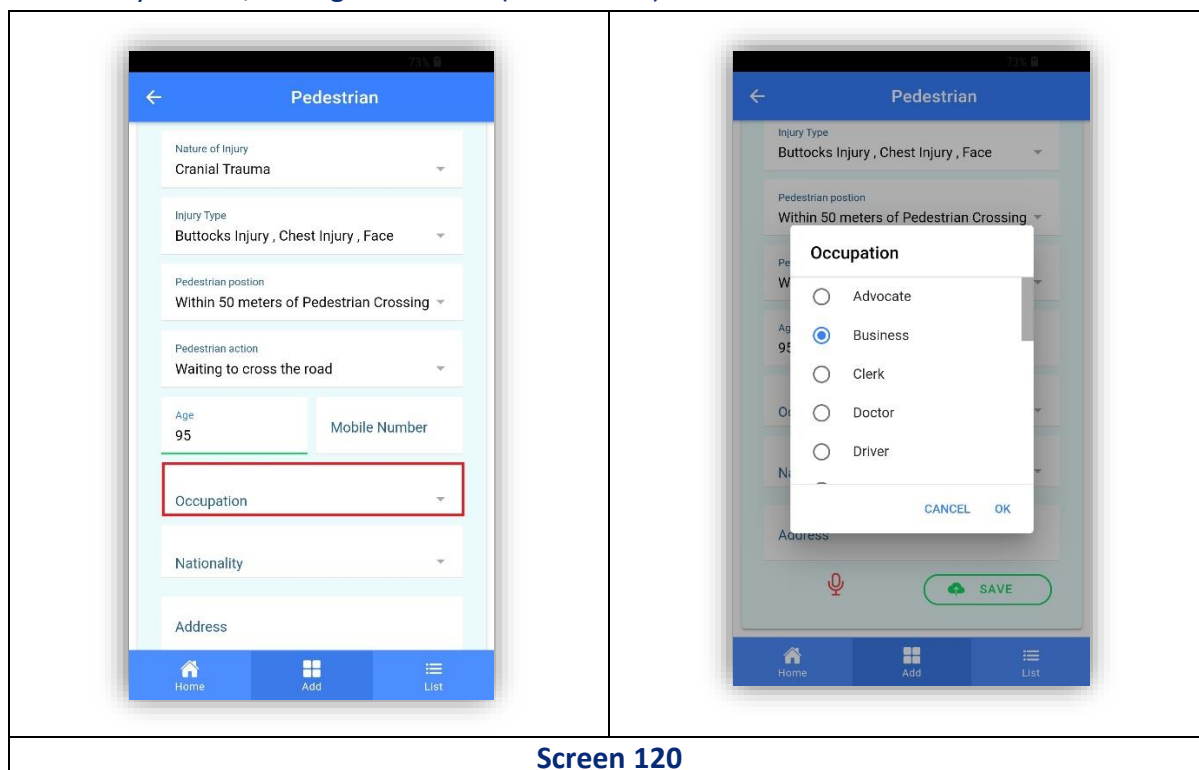 73%
Pedestrian
Nature of Injury
Cranial Trauma
Injury Type
Buttocks Injury , Chest Injury , Face
Pedestrian postion
Within 50 meters of Pedestrian Crossing
Pedestrian action
Waiting to cross the road
Age
95
Mobile Number
Occupation
Nationality
Address
Home Add List
73%
Pedestrian
Injury Type
Buttocks Injury , Chest Injury , Face
Pedestrian postion
Within 50 meters of Pedestrian Crossing
Pe
W
Ag
95
Occupation
Advocate
Business
Clerk
Doctor
Driver
CANCEL OK
Address
SAVE
Home Add List
Screen 120